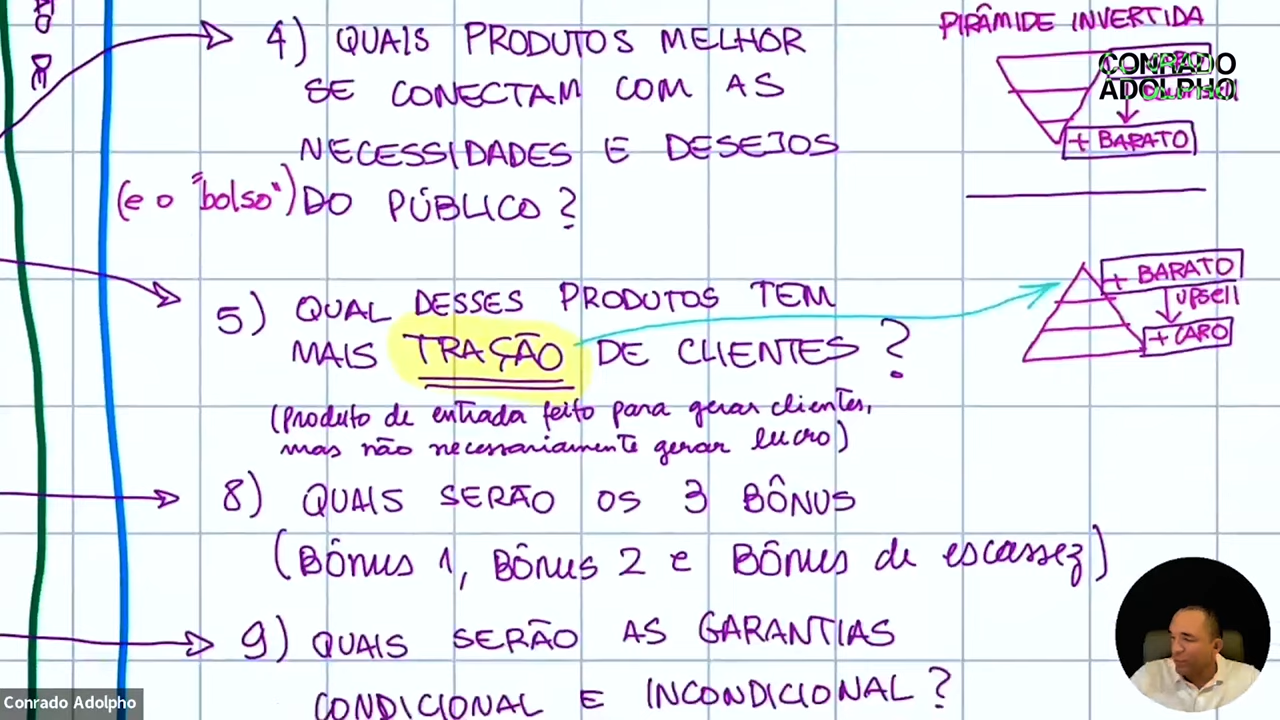 4) QUAIS PRODUTOS MELHOR
SE CONECTAM COM AS
NECESSIDADES E DESEJOS
(e o "bolso") DO PÚBLICO?
5) QUAL DESSES PRODUTOS TEM
MAIS TRAÇÃO DE CLIENTES?
(produto de entrada feito para gerar clientes,
mas não necessariamente gerar lucro)
8) QUAIS SERÃO OS 3 BÔNUS
(BÔNUS 1, BÔNUS 2 e BÔNUS de escassez)
9) QUAIS SERÃO AS GARANTIAS
CONDICIONAL E INCONDICIONAL?
PIRÂMIDE INVERTIDA
CONRADO
ADOLPHO
+ BARATO
+ BARATO
upsell
+ CARO
Conrado Adolpho